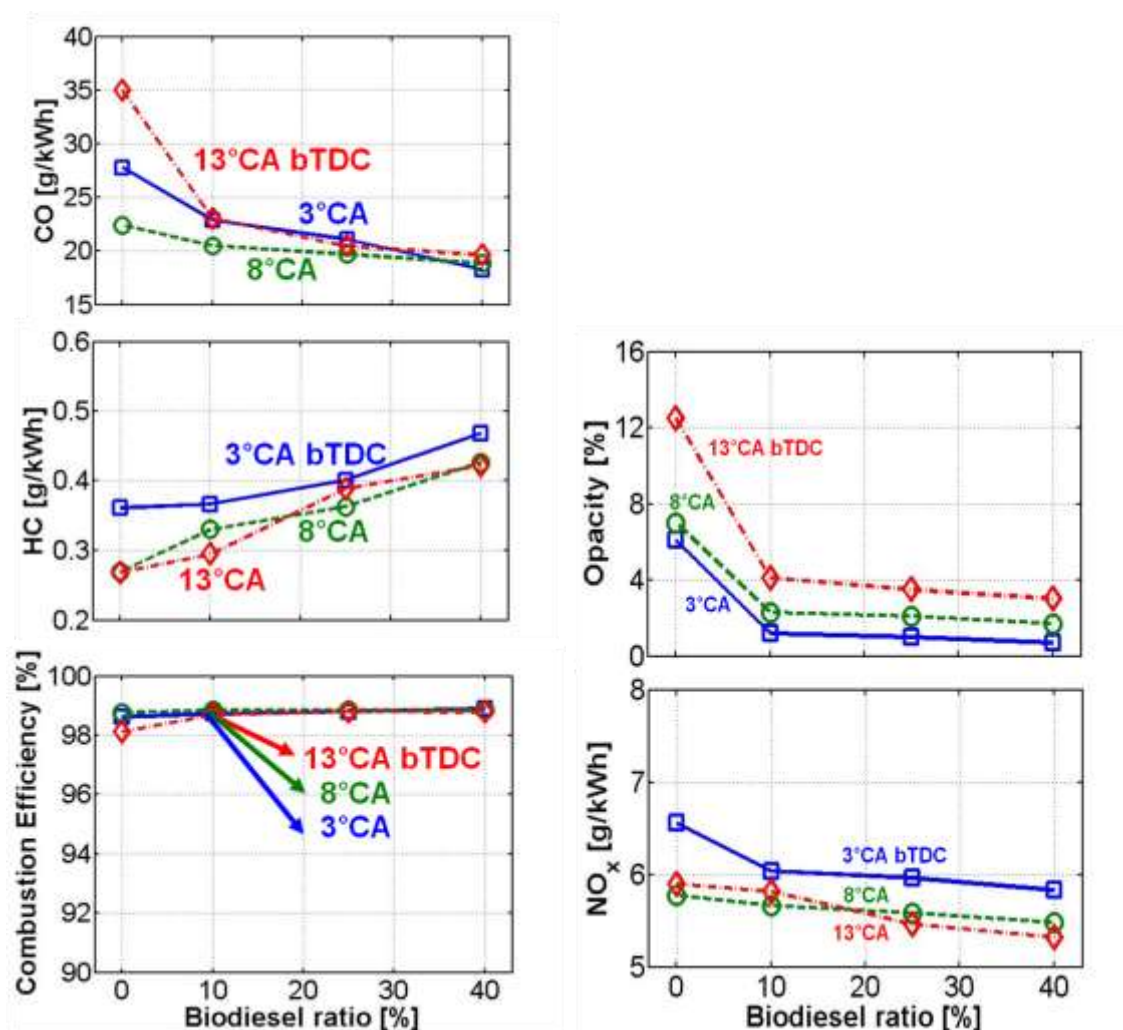 40
35
30
25
20
15
CO [g/kWh]
13°CA bTDC
3°CA
8°CA
0.6
0.5
0.4
0.3
0.2
HC [g/kWh]
3°CA bTDC
8°CA
13°CA
100
98
96
94
92
90
Combustion Efficiency [%]
13°CA bTDC
8°CA
3°CA
0 10 20 30 40
Biodiesel ratio [%]
16
12
8
4
0
Opacity [%]
13°CA bTDC
8°CA
3°CA
8
7
6
5
NOx [g/kWh]
3°CA bTDC
8°CA
13°CA
0 10 20 30 40
Biodiesel ratio [%]